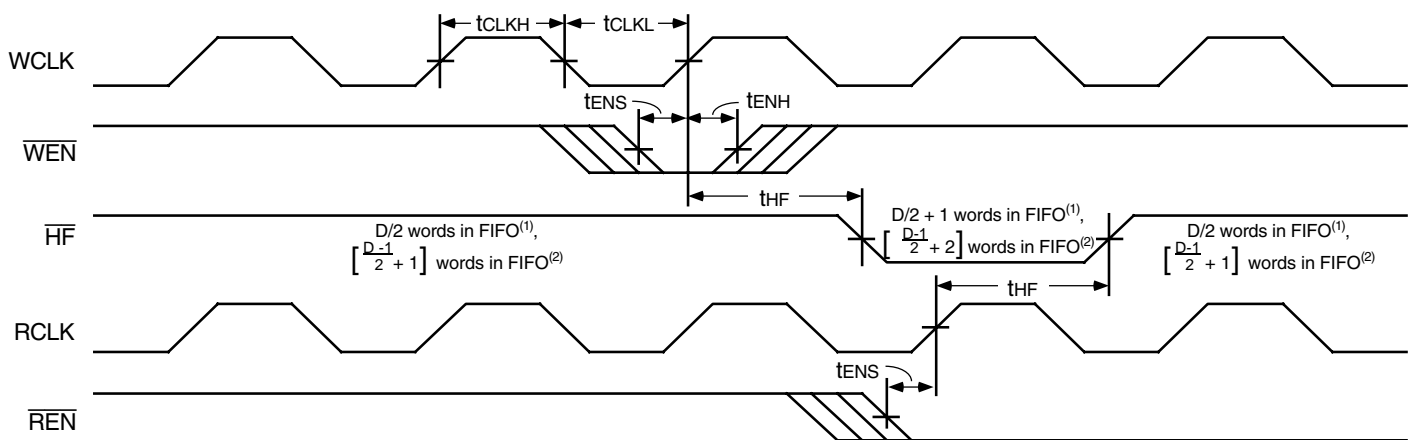 tCLKH
tCLKL
WCLK
tENS
tENH
WEN
tHF
HF
D/2 words in FIFO(1),
[D-1/2 + 1] words in FIFO(2)
D/2 + 1 words in FIFO(1),
[D-1/2 + 2] words in FIFO(2)
D/2 words in FIFO(1),
[D-1/2 + 1] words in FIFO(2)
tHF
RCLK
tENS
REN